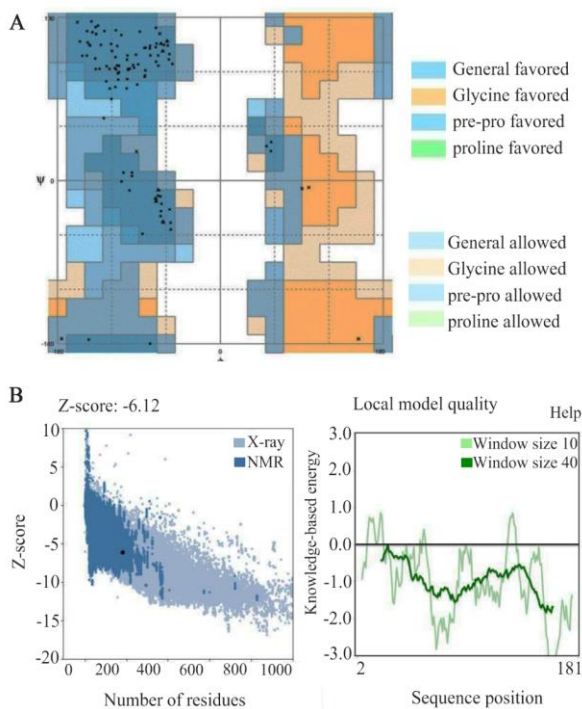 A
Ψ
0
0
General favored
Glycine favored
pre-pro favored
proline favored
General allowed
Glycine allowed
pre-pro allowed
proline allowed
B
Z-score: -6.12
X-ray
NMR
Z-score
10
5
0
-5
-10
-15
-20
0 200 400 600 800 1000
Number of residues
Local model quality
Help
Window size 10
Window size 40
Knowledge-based energy
3.0
2.0
1.0
0.0
-1.0
-2.0
-3.0
2 181
Sequence position